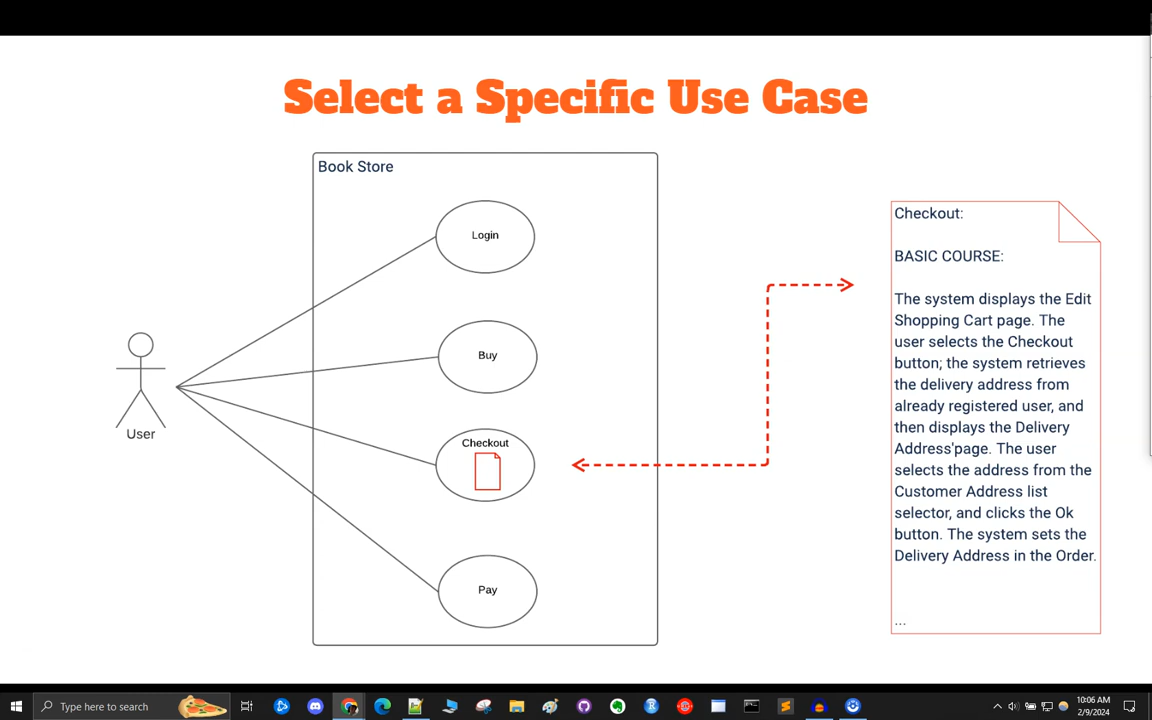 Select a Specific Use Case
Book Store
Login
Buy
Checkout
Pay
User
Checkout:
BASIC COURSE:
The system displays the Edit
Shopping Cart page. The
user selects the Checkout
button; the system retrieves
the delivery address from
already registered user, and
then displays the Delivery
Address'page. The user
selects the address from the
Customer Address list
selector, and clicks the Ok
button. The system sets the
Delivery Address in the Order.
...
Type here to search
10:06 AM
2/9/2024